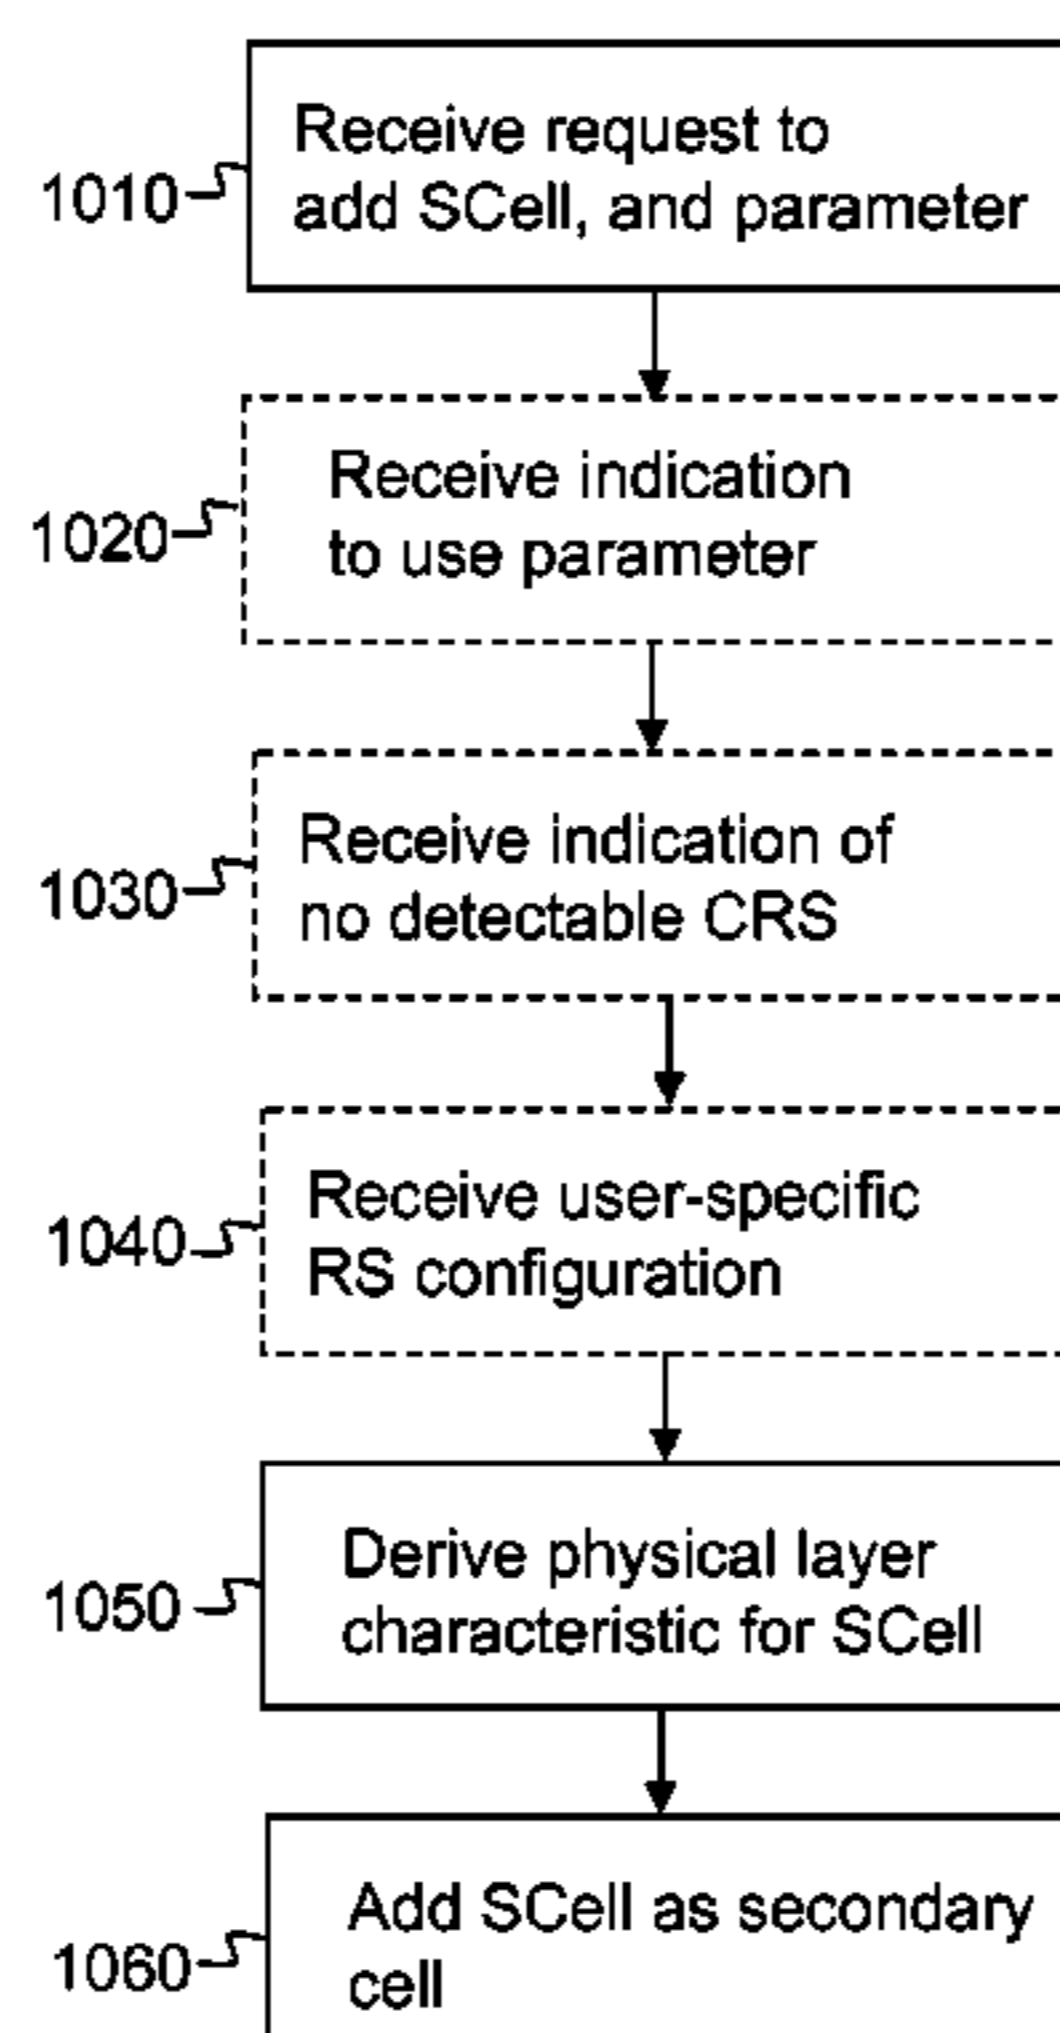 Receive request to
1010 add SCell, and parameter
Receive indication
1020 to use parameter
Receive indication of
1030 no detectable CRS
Receive user-specific
1040 RS configuration
Derive physical layer
1050 characteristic for SCell
Add SCell as secondary
1060 cell